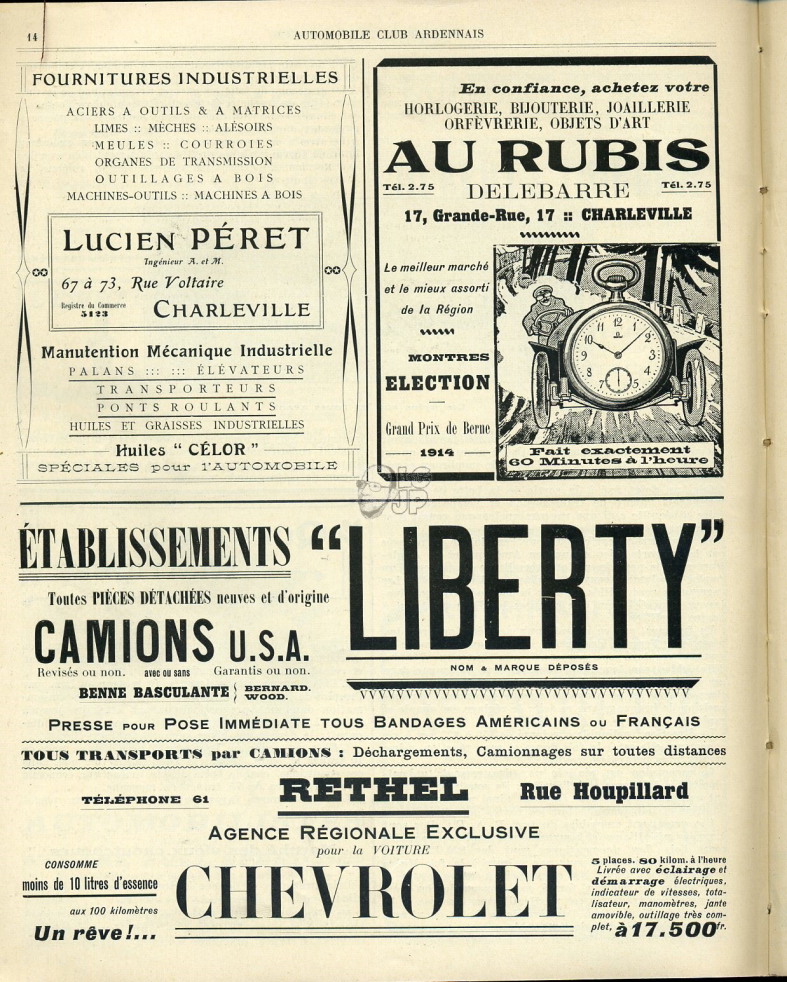 14
AUTOMOBILE CLUB ARDENNAIS
FOURNITURES INDUSTRIELLES
ACIERS A OUTILS & A MATRICES
LIMES :: MÈCHES :: ALÉSOIRS
MEULES :: COURROIES
ORGANES DE TRANSMISSION
OUTILLAGES A BOIS
MACHINES-OUTILS :: MACHINES A BOIS
LUCIEN PÉRET
Ingénieur A. et M.
67 à 73, Rue Voltaire
Registre du Commerce
5123
CHARLEVILLE
Manutention Mécanique Industrielle
PALANS ::: ::: ÉLÉVATEURS
TRANSPORTEURS
PONTS ROULANTS
HUILES ET GRAISSES INDUSTRIELLES
Huiles “ CÉLOR ”
SPÉCIALES pour l'AUTOMOBILE
En confiance, achetez votre
HORLOGERIE, BIJOUTERIE, JOAILLERIE
ORFÈVRERIE, OBJETS D'ART
AU RUBIS
Tél. 2.75
DELEBARRE
Tél. 2.75
17, Grande-Rue, 17 :: CHARLEVILLE
Le meilleur marché
et le mieux assorti
de la Région
MONTRES
ELECTION
Grand Prix de Berne
1914
Fait exactement
60 Minutes à l'heure
LG
JP
ÉTABLISSEMENTS “LIBERTY”
Toutes PIÈCES DÉTACHÉES neuves et d'origine
CAMIONS U.S.A.
Revisés ou non. avec ou sans Garantis ou non.
BENNE BASCULANTE { BERNARD.
WOOD.
NOM & MARQUE DÉPOSÉS
PRESSE POUR POSE IMMÉDIATE TOUS BANDAGES AMÉRICAINS OU FRANÇAIS
TOUS TRANSPORTS par CAMIONS : Déchargements, Camionnages sur toutes distances
TÉLÉPHONE 61
RETHEL
Rue Houpillard
AGENCE RÉGIONALE EXCLUSIVE
pour la VOITURE
CHEVROLET
CONSOMME
moins de 10 litres d'essence
aux 100 kilomètres
Un rêve !...
5 places. 80 kilom. à l'heure
Livrée avec éclairage et
démarrage électriques,
indicateur de vitesses, tota-
lisateur, manomètres, jante
amovible, outillage très com-
plet, à 17.500 fr.